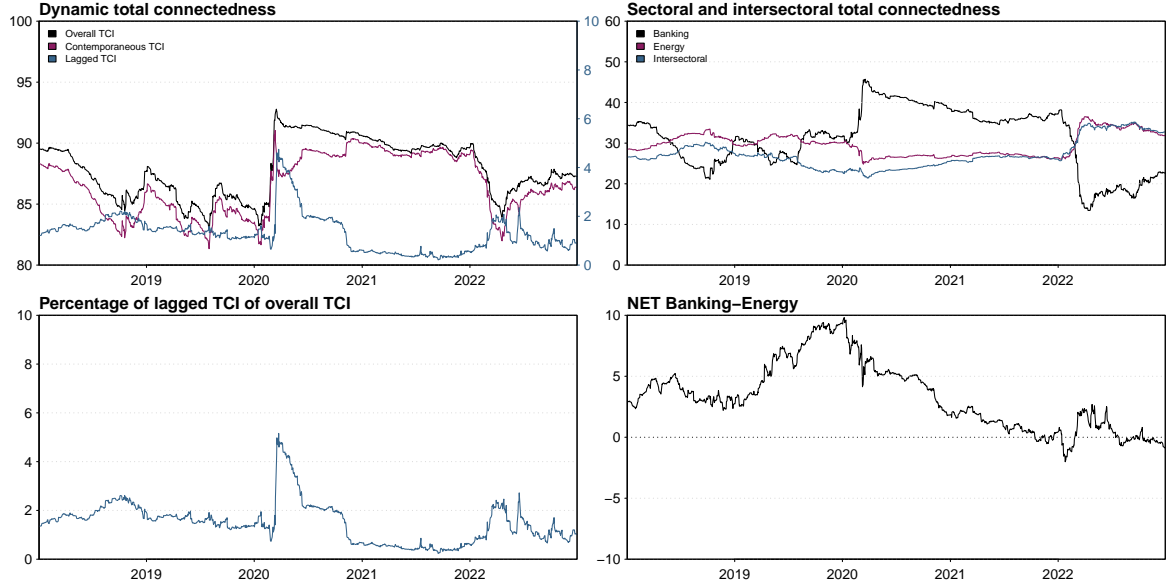 Dynamic total connectedness
100
95
90
85
80
10
8
6
4
2
0
Overall TCI
Contemporaneous TCI
Lagged TCI
2019 2020 2021 2022
Sectoral and intersectoral total connectedness
60
50
40
30
20
10
0
Banking
Energy
Intersectoral
2019 2020 2021 2022
Percentage of lagged TCI of overall TCI
10
8
6
4
2
0
2019 2020 2021 2022
NET Banking−Energy
10
5
0
−5
−10
2019 2020 2021 2022